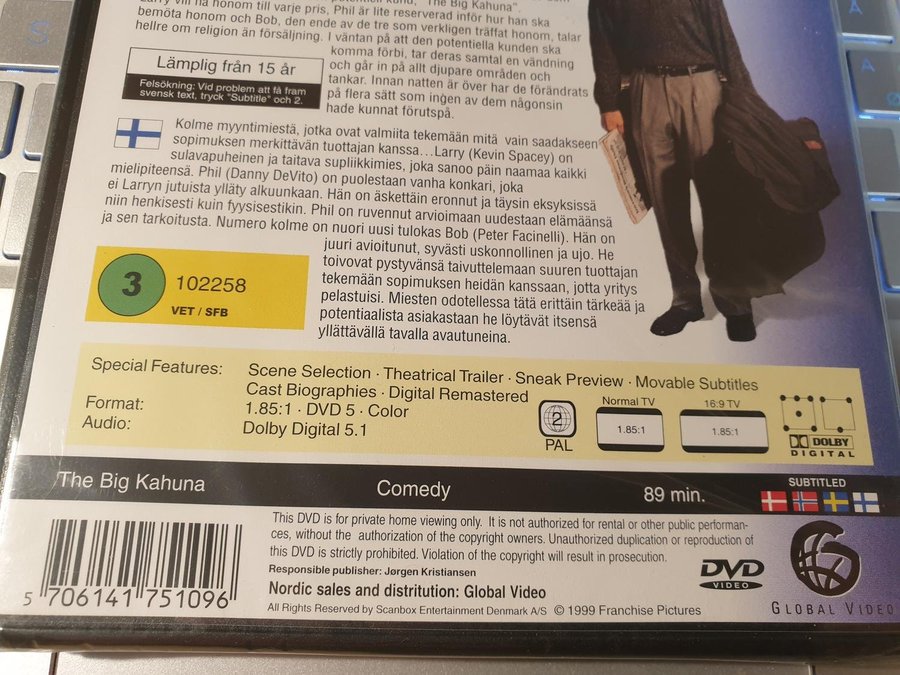 Larry vill ha honom till varje pris, Phil är lite reserverad inför hur han ska
bemöta honom och Bob, den ende av de tre som verkligen träffat honom, talar
hellre om religion än försäljning. I väntan på att den potentiella kunden ska
komma förbi, tar deras samtal en vändning
och går in på allt djupare områden och
tankar. Innan natten är över har de förändrats
på flera sätt som ingen av dem någonsin
hade kunnat förutspå.
Lämplig från 15 år
Felsökning: Vid problem att få fram
svensk text, tryck "Subtitle" och 2.
Kolme myyntimiestä, jotka ovat valmiita tekemään mitä vain saadakseen
sopimuksen merkittävän tuottajan kanssa...Larry (Kevin Spacey) on
sulavapuheinen ja taitava supliikkimies, joka sanoo päin naamaa kaikki
mielipiteensä. Phil (Danny DeVito) on puolestaan vanha konkari, joka
ei Larryn jutuista ylläty alkuunkaan. Hän on äskettäin eronnut ja täysin eksyksissä
niin henkisesti kuin fyysisestikin. Phil on ruvennut arvioimaan uudestaan elämäänsä
ja sen tarkoitusta. Numero kolme on nuori uusi tulokas Bob (Peter Facinelli). Hän on
juuri avioitunut, syvästi uskonnollinen ja ujo. He
toivovat pystyvänsä taivuttelemaan suuren tuottajan
tekemään sopimuksen heidän kanssaan, jotta yritys
pelastuisi. Miesten odotellessa tätä erittäin tärkeää ja
potentiaalista asiakastaan he löytävät itsensä
yllättävällä tavalla avautuneina.
3 102258
VET / SFB
Special Features: Scene Selection · Theatrical Trailer · Sneak Preview · Movable Subtitles
Cast Biographies · Digital Remastered
Format: 1.85:1 · DVD 5 · Color
Audio: Dolby Digital 5.1
2
PAL
Normal TV
1.85:1
16:9 TV
1.85:1
DOLBY
DIGITAL
The Big Kahuna Comedy 89 min.
SUBTITLED
This DVD is for private home viewing only. It is not authorized for rental or other public performan-
ces, without the authorization of the copyright owners. Unauthorized duplication or reproduction of
this DVD is strictly prohibited. Violation of the copyright will result in prosecution.
Responsible publisher: Jørgen Kristiansen
Nordic sales and distritution: Global Video
All Rights Reserved by Scanbox Entertainment Denmark A/S © 1999 Franchise Pictures
DVD
VIDEO
GLOBAL VIDEO
5 706141 751096